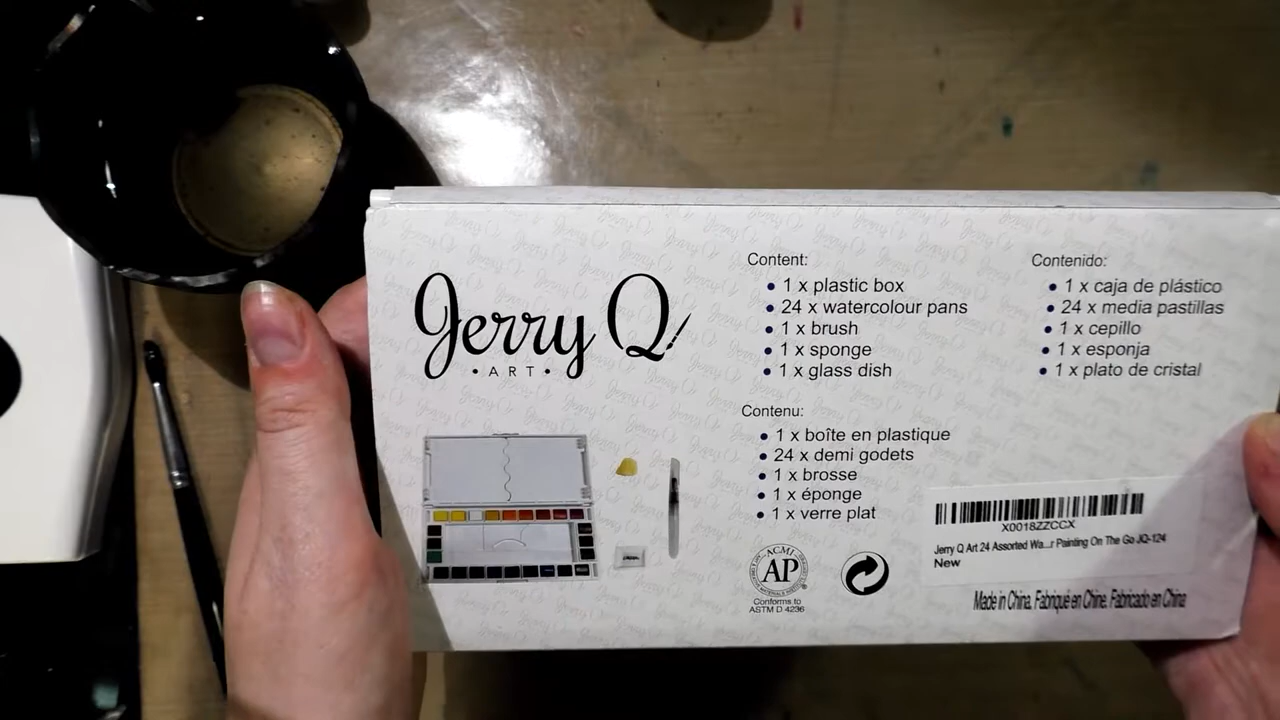 Jerry Q
• ART •
Content:
• 1 x plastic box
• 24 x watercolour pans
• 1 x brush
• 1 x sponge
• 1 x glass dish
Contenido:
• 1 x caja de plástico
• 24 x media pastillas
• 1 x cepillo
• 1 x esponja
• 1 x plato de cristal
Contenu:
• 1 x boîte en plastique
• 24 x demi godets
• 1 x brosse
• 1 x éponge
• 1 x verre plat
ACMI
AP
Conforms to
ASTM D 4236
X0018ZZCCX
Jerry Q Art 24 Assorted Wa...r Painting On The Go JQ-124
New
Made in China, Fabriqué en Chine, Fabricado en China